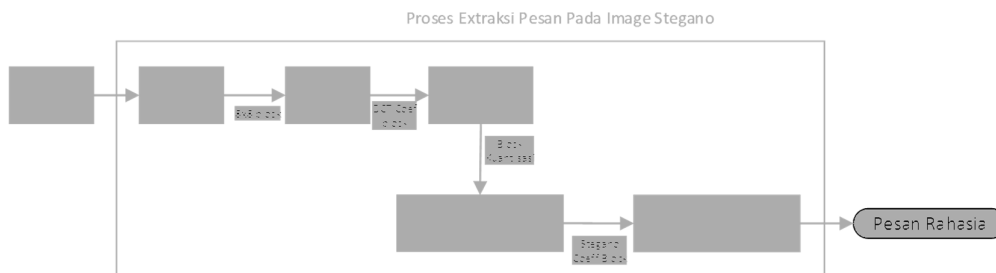 Proses Extraksi Pesan Pada Image Stegano
8x8 block
DCT Coef
block
Block
Kuantisasi
Stegano
Coeff Block
Pesan Rahasia